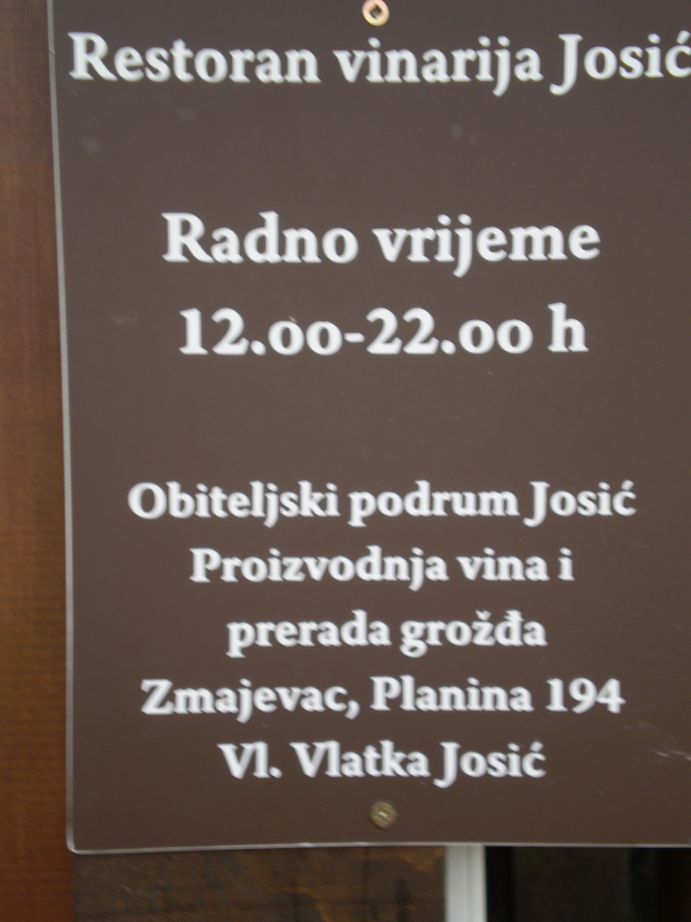 Restoran vinarija Josić
Radno vrijeme
12.00-22.00 h
Obiteljski podrum Josić
Proizvodnja vina i
prerada grožđa
Zmajevac, Planina 194
Vl. Vlatka Josić